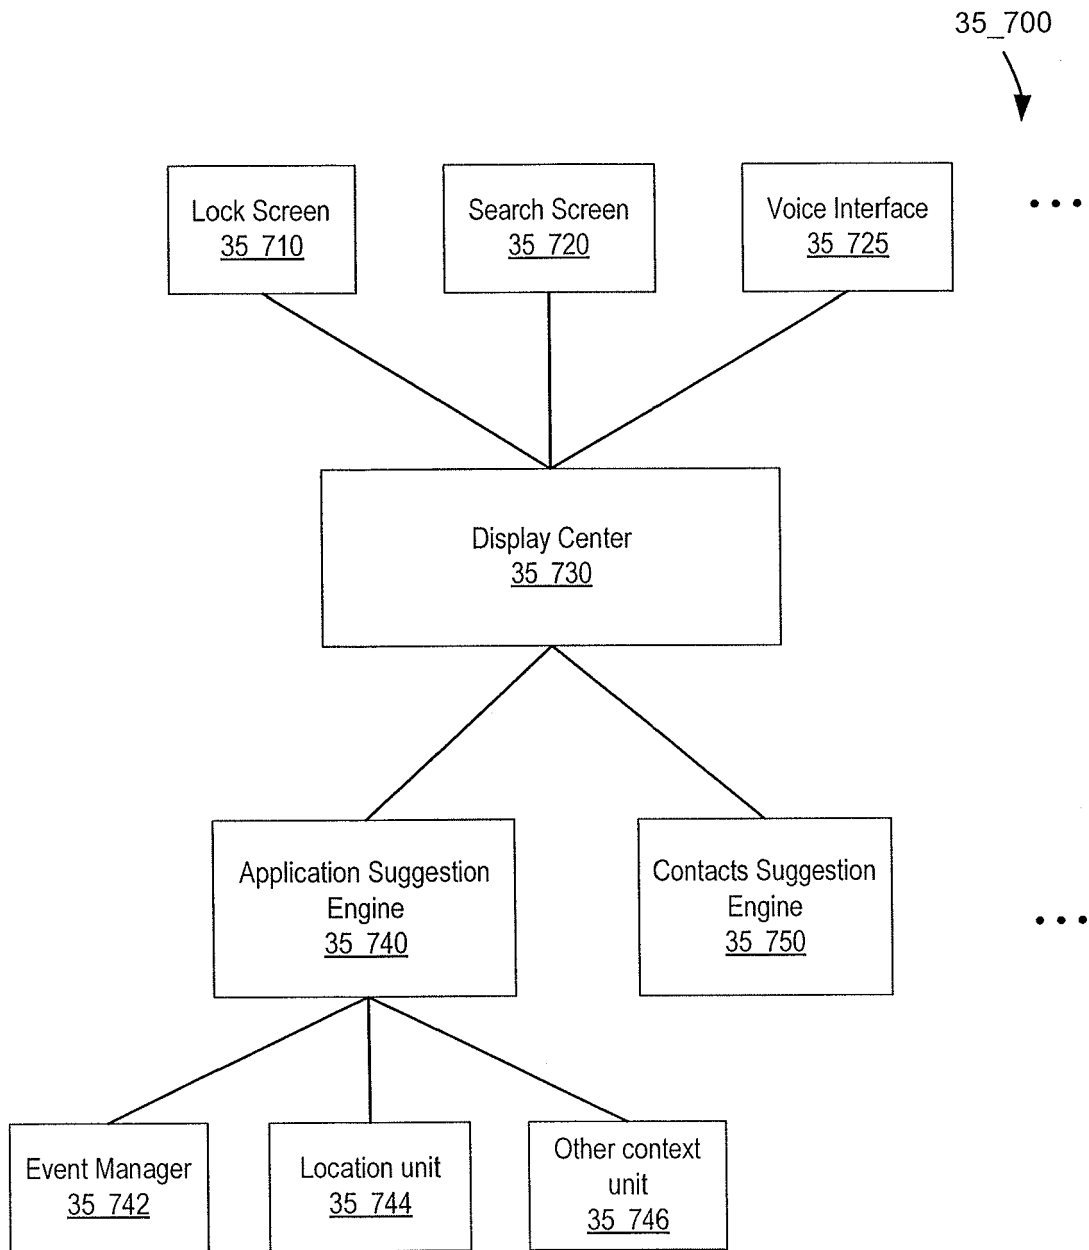 35_700
Lock Screen
35_710
Search Screen
35_720
Voice Interface
35_725
• • •
Display Center
35_730
Application Suggestion
Engine
35_740
Contacts Suggestion
Engine
35_750
• • •
Event Manager
35_742
Location unit
35_744
Other context
unit
35_746